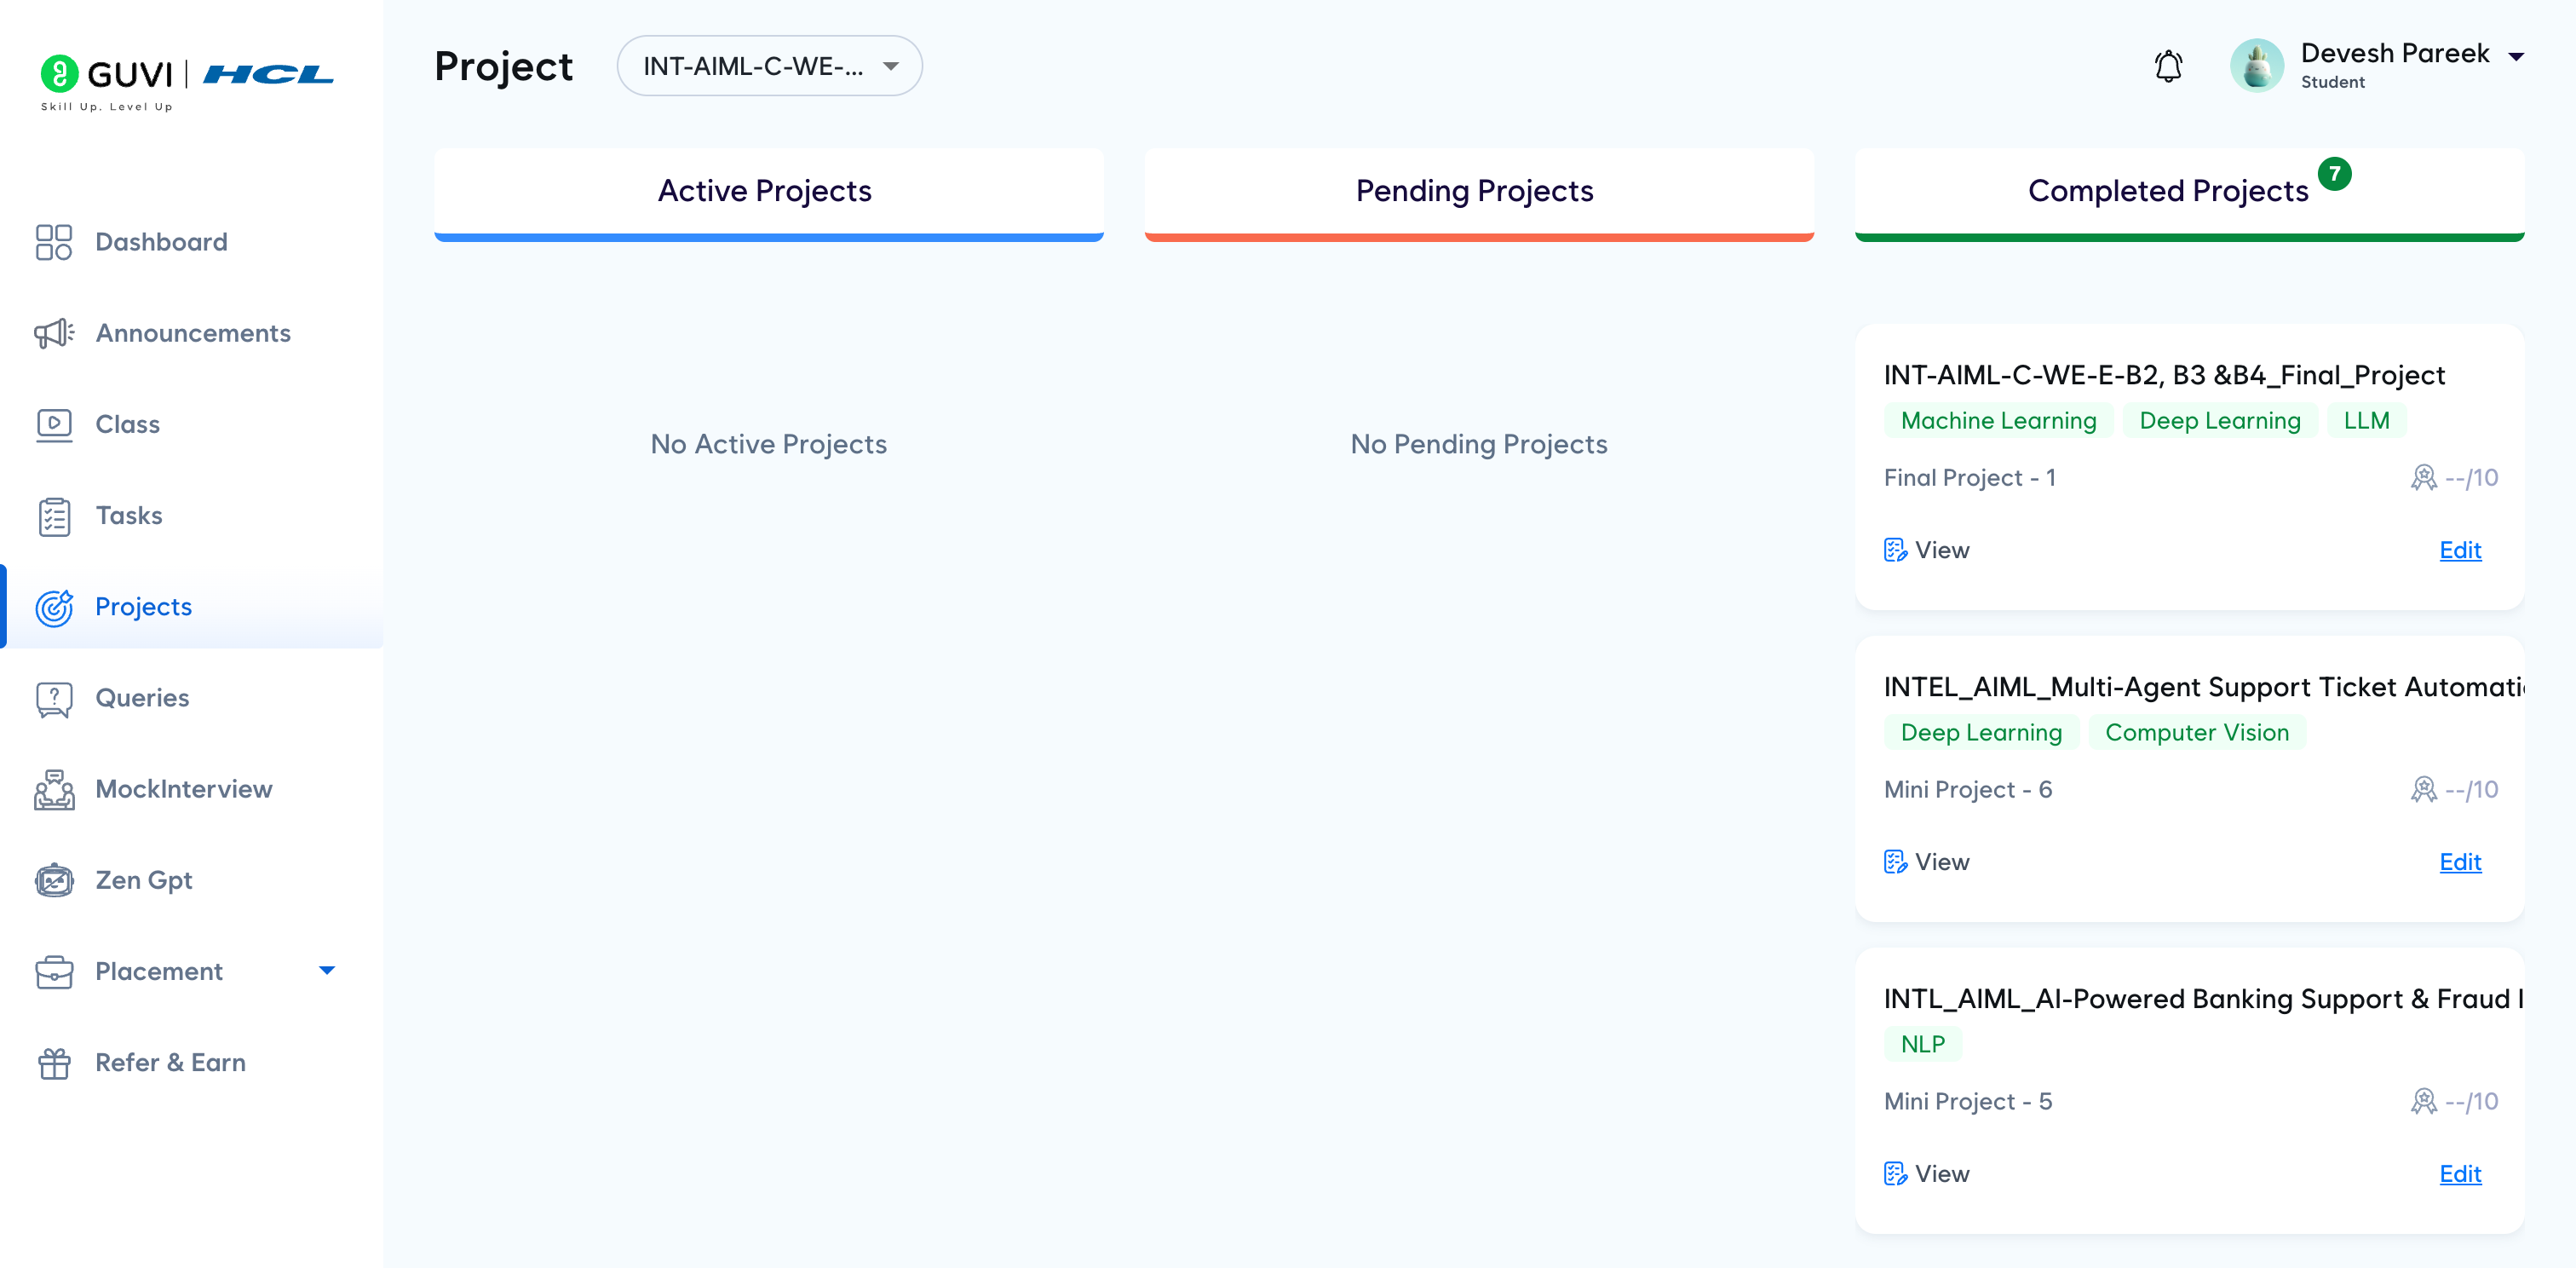 GUVI | HCL
Skill Up. Level Up
Dashboard
Announcements
Class
Tasks
Projects
Queries
MockInterview
Zen Gpt
Placement
Refer & Earn
Project
INT-AIML-C-WE-...
Devesh Pareek
Student
Active Projects
No Active Projects
Pending Projects
No Pending Projects
Completed Projects
7
INT-AIML-C-WE-E-B2, B3 &B4_Final_Project
Machine Learning Deep Learning LLM
Final Project - 1 --/10
View Edit
INTEL_AIML_Multi-Agent Support Ticket
Deep Learning Computer Vision
Mini Project - 6 --/10
View Edit
INTL_AIML_AI-Powered Banking Support & Fraud
NLP
Mini Project - 5 --/10
View Edit